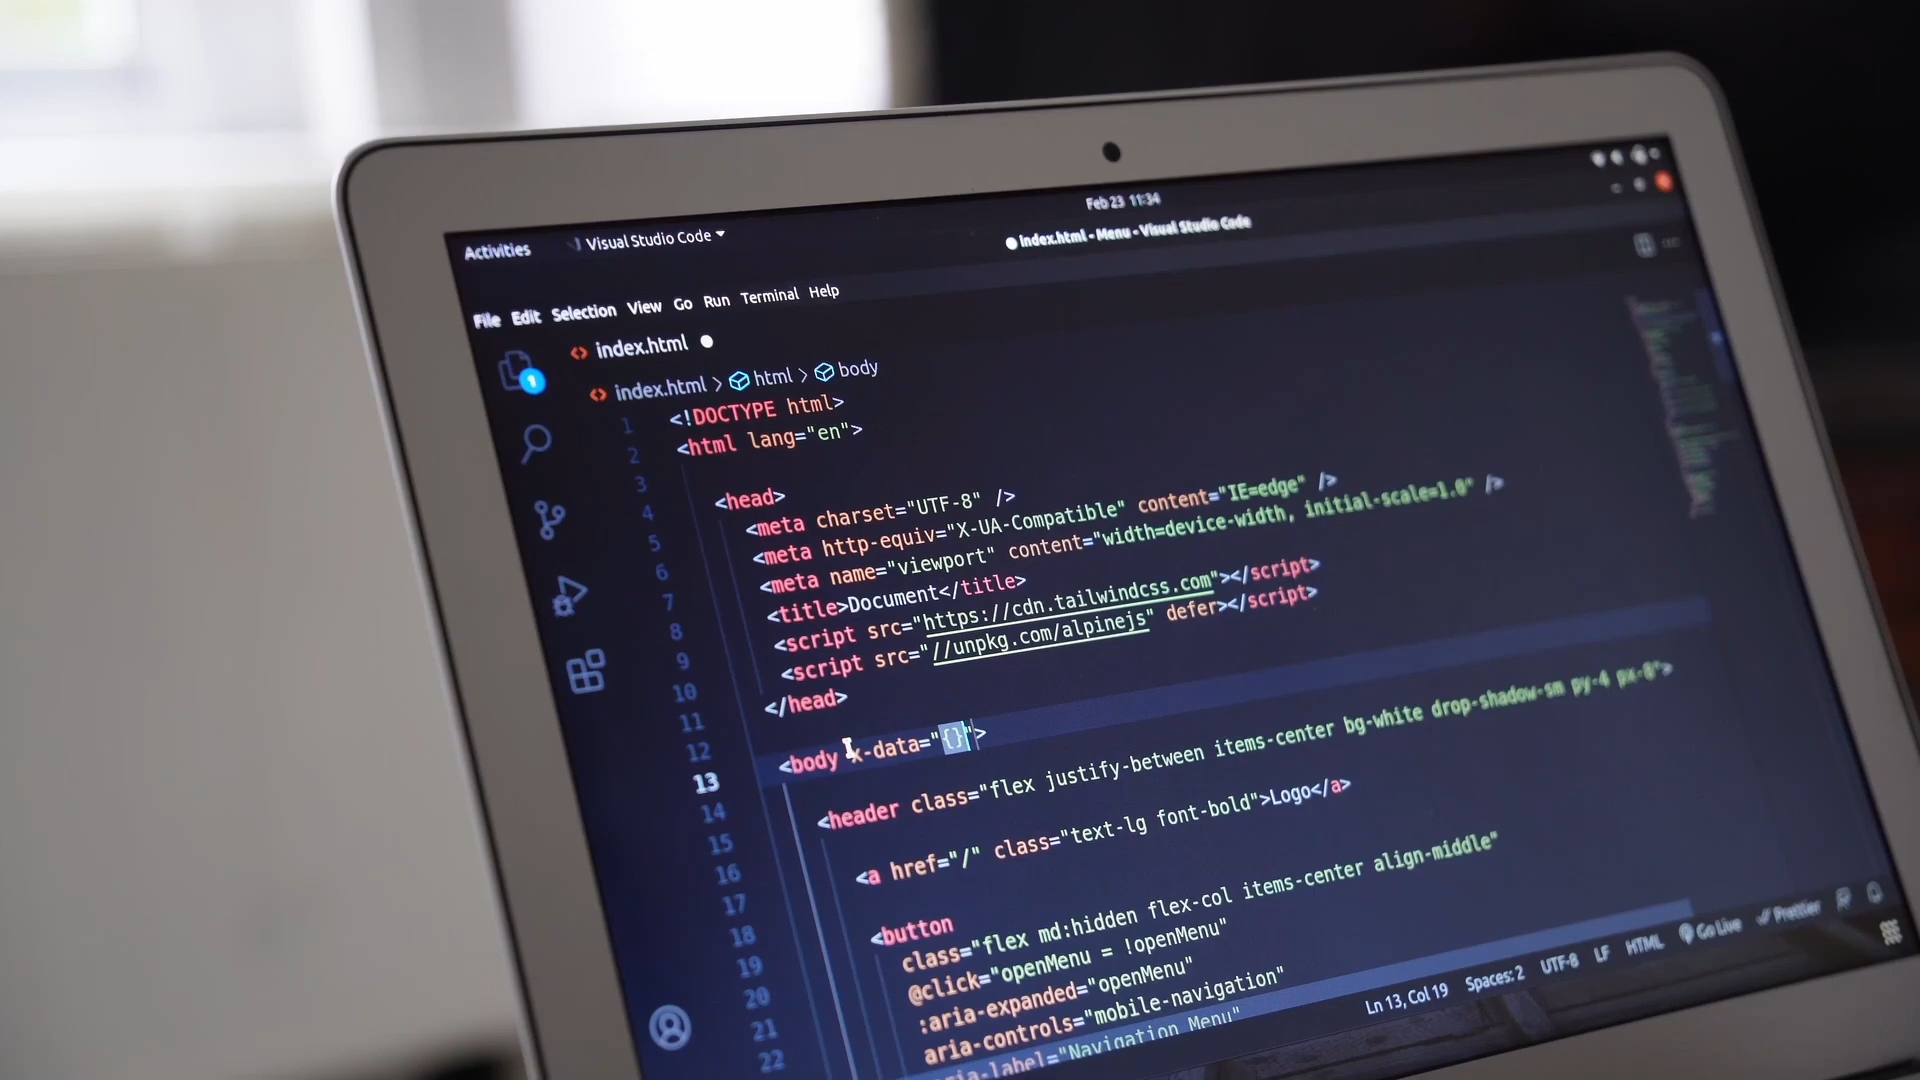 Feb 23 11:34
Activities
Visual Studio Code
index.html - Menu - Visual Studio Code
File Edit Selection View Go Run Terminal Help
index.html
1
index.html > html > body
1 <!DOCTYPE html>
2 <html lang="en">
3
4 <head>
5 <meta charset="UTF-8" />
6 <meta http-equiv="X-UA-Compatible" content="IE=edge" />
7 <meta name="viewport" content="width=device-width, initial-scale=1.0" />
8 <title>Document</title>
9 <script src="https://cdn.tailwindcss.com"></script>
10 <script src="//unpkg.com/alpinejs" defer></script>
11 </head>
12
13 <body x-data="{}">
14
15 <header class="flex justify-between items-center bg-white drop-shadow-sm py-4 px-8">
16
17 <a href="/" class="text-lg font-bold">Logo</a>
18
19 <button
20 class="flex md:hidden flex-col items-center align-middle"
21 @click="openMenu = !openMenu"
22 :aria-expanded="openMenu"
aria-controls="mobile-navigation"
aria-label="Navigation Menu"
Ln 13, Col 19 Spaces: 2 UTF-8 LF HTML Go Live Prettier